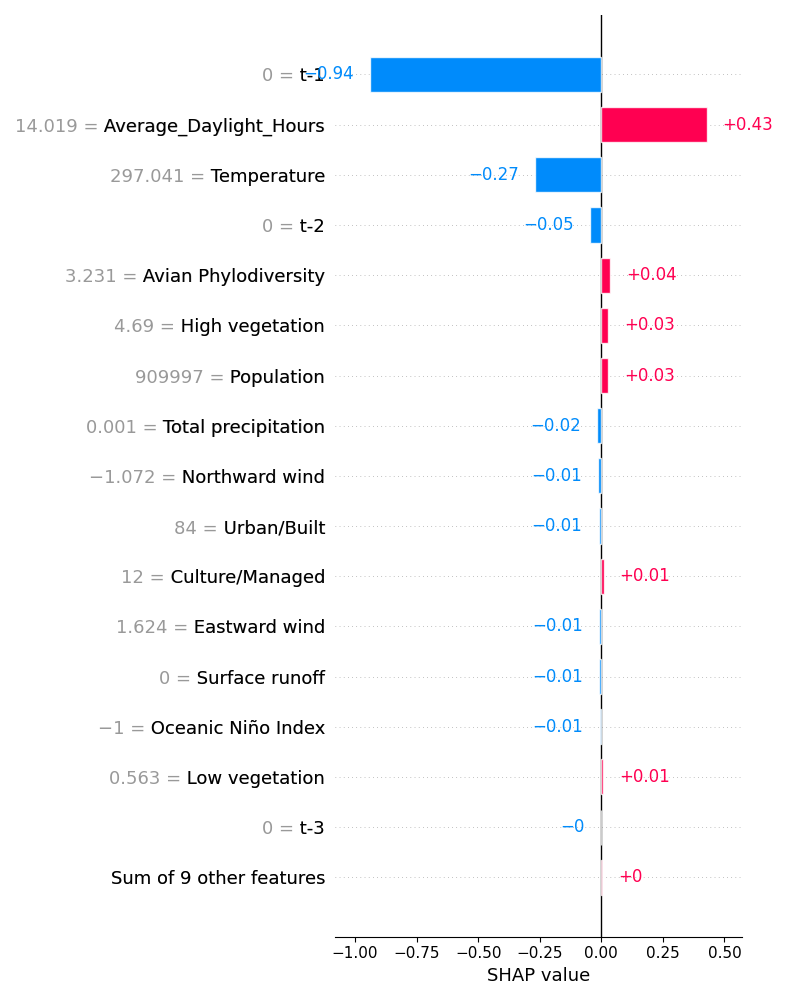 0 = t-1 −0.94
14.019 = Average_Daylight_Hours +0.43
297.041 = Temperature −0.27
0 = t-2 −0.05
3.231 = Avian Phylodiversity +0.04
4.69 = High vegetation +0.03
909997 = Population +0.03
0.001 = Total precipitation −0.02
−1.072 = Northward wind −0.01
84 = Urban/Built −0.01
12 = Culture/Managed +0.01
1.624 = Eastward wind −0.01
0 = Surface runoff −0.01
−1 = Oceanic Niño Index −0.01
0.563 = Low vegetation +0.01
0 = t-3 −0
Sum of 9 other features +0
−1.00 −0.75 −0.50 −0.25 0.00 0.25 0.50
SHAP value